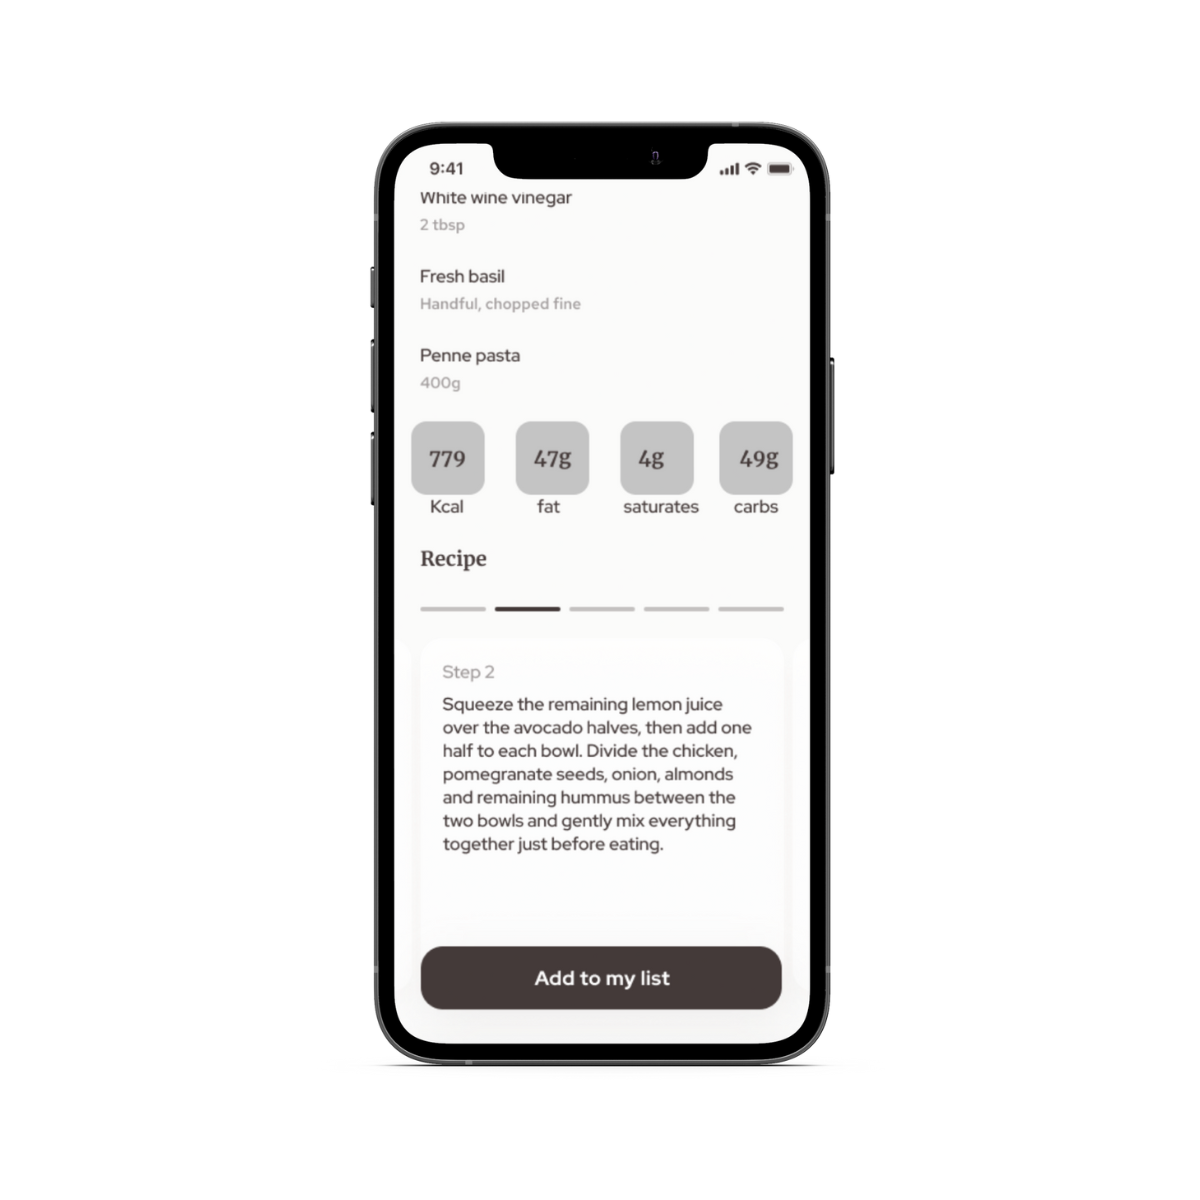 9:41
White wine vinegar
2 tbsp
Fresh basil
Handful, chopped fine
Penne pasta
400g
779 47g 4g 49g
Kcal fat saturates carbs
Recipe
Step 2
Squeeze the remaining lemon juice
over the avocado halves, then add one
half to each bowl. Divide the chicken,
pomegranate seeds, onion, almonds
and remaining hummus between the
two bowls and gently mix everything
together just before eating.
Add to my list